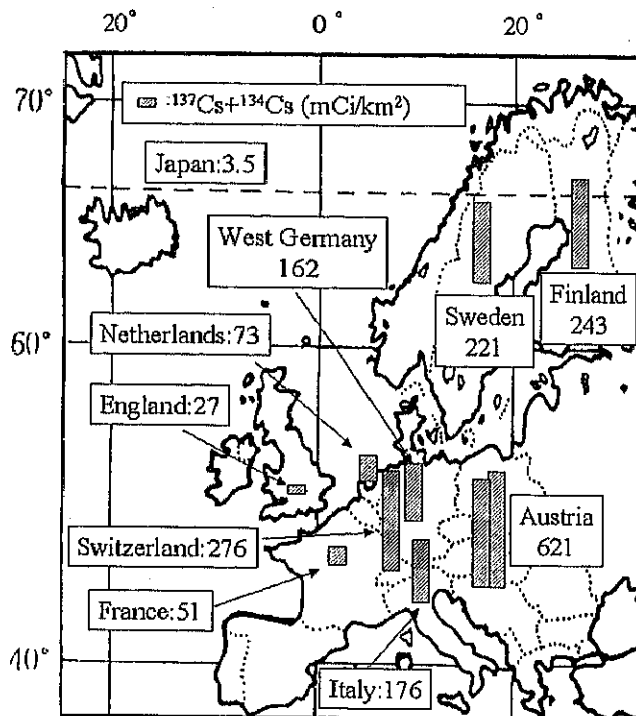 20° 0° 20°
70°
:¹³⁷Cs+¹³⁴Cs (mCi/km²)
Japan:3.5
West Germany
162
Finland
243
Sweden
221
60°
Netherlands:73
England:27
Austria
621
Switzerland:276
France:51
40°
Italy:176